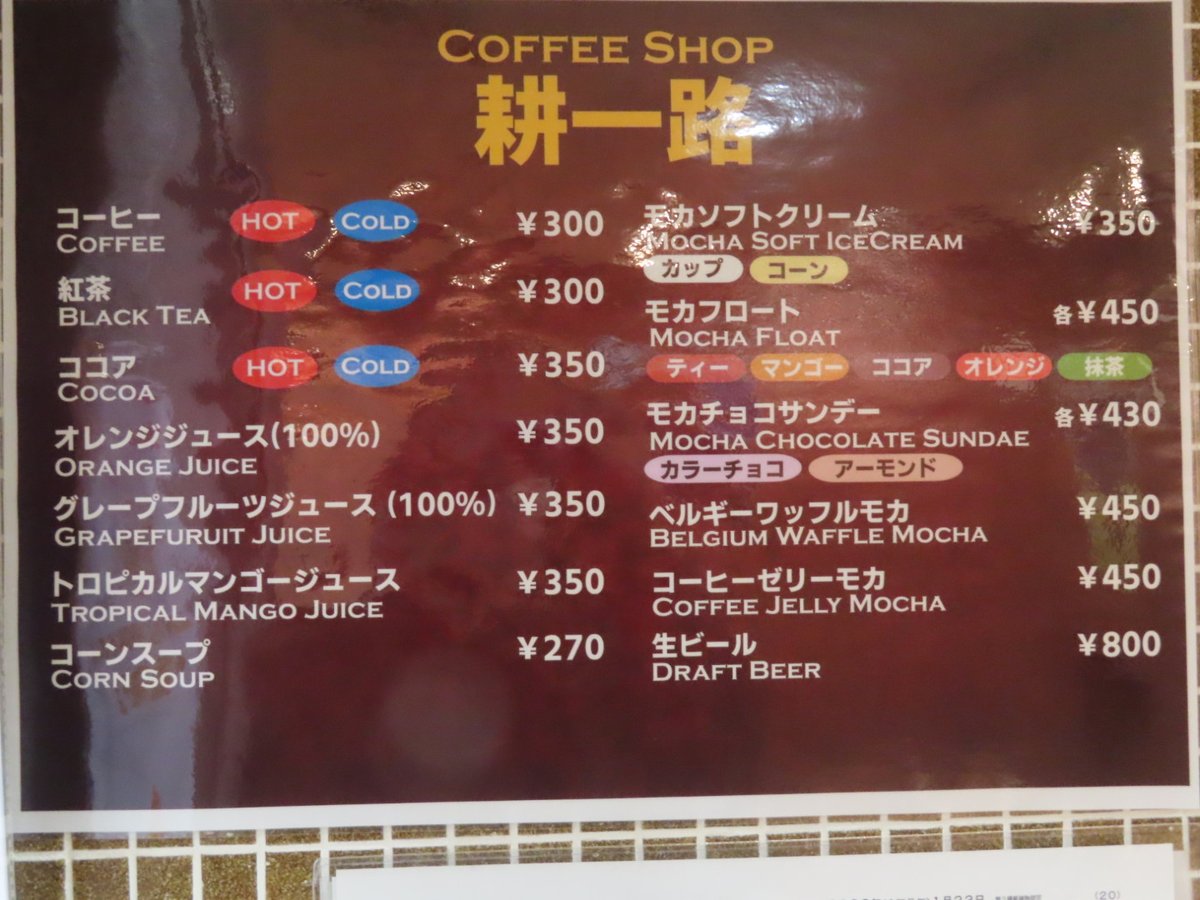 COFFEE SHOP
耕一路
コーヒー HOT COLD ¥300
COFFEE
紅茶 HOT COLD ¥300
BLACK TEA
ココア HOT COLD ¥350
COCOA
オレンジジュース(100%) ¥350
ORANGE JUICE
グレープフルーツジュース(100%) ¥350
GRAPEFURUIT JUICE
トロピカルマンゴージュース ¥350
TROPICAL MANGO JUICE
コーンスープ ¥270
CORN SOUP
モカソフトクリーム ¥350
MOCHA SOFT ICECREAM
カップ コーン
モカフロート 各¥450
MOCHA FLOAT
ティー マンゴー ココア オレンジ 抹茶
モカチョコサンデー 各¥430
MOCHA CHOCOLATE SUNDAE
カラーチョコ アーモンド
ベルギーワッフルモカ ¥450
BELGIUM WAFFLE MOCHA
コーヒーゼリーモカ ¥450
COFFEE JELLY MOCHA
生ビール ¥800
DRAFT BEER
(20)